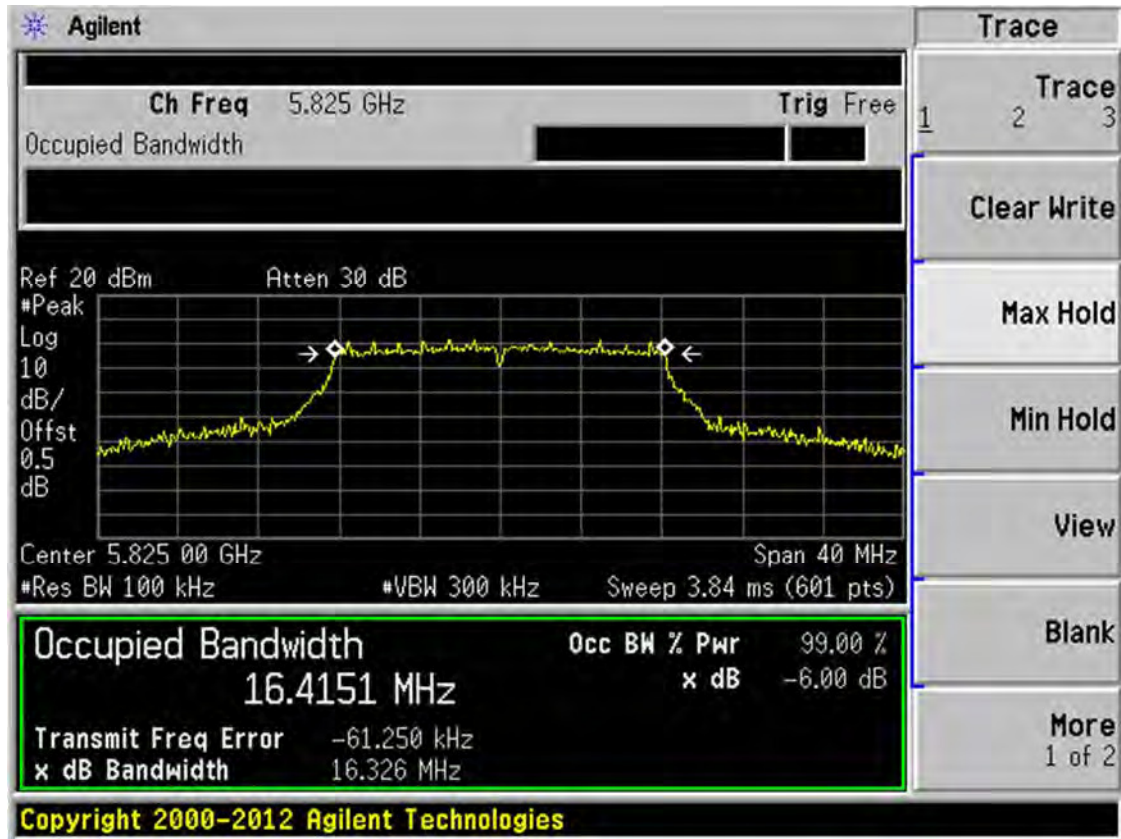 Agilent
Trace
Ch Freq 5.825 GHz Trig Free
Occupied Bandwidth
Trace
1 2 3
Clear Write
Ref 20 dBm Atten 30 dB
#Peak
Log
10
dB/
Offst
0.5
dB
Max Hold
Min Hold
View
Center 5.825 00 GHz Span 40 MHz
#Res BW 100 kHz #VBW 300 kHz Sweep 3.84 ms (601 pts)
Occupied Bandwidth
16.4151 MHz
Occ BW % Pwr 99.00 %
x dB -6.00 dB
Transmit Freq Error -61.250 kHz
x dB Bandwidth 16.326 MHz
Blank
More
1 of 2
Copyright 2000-2012 Agilent Technologies